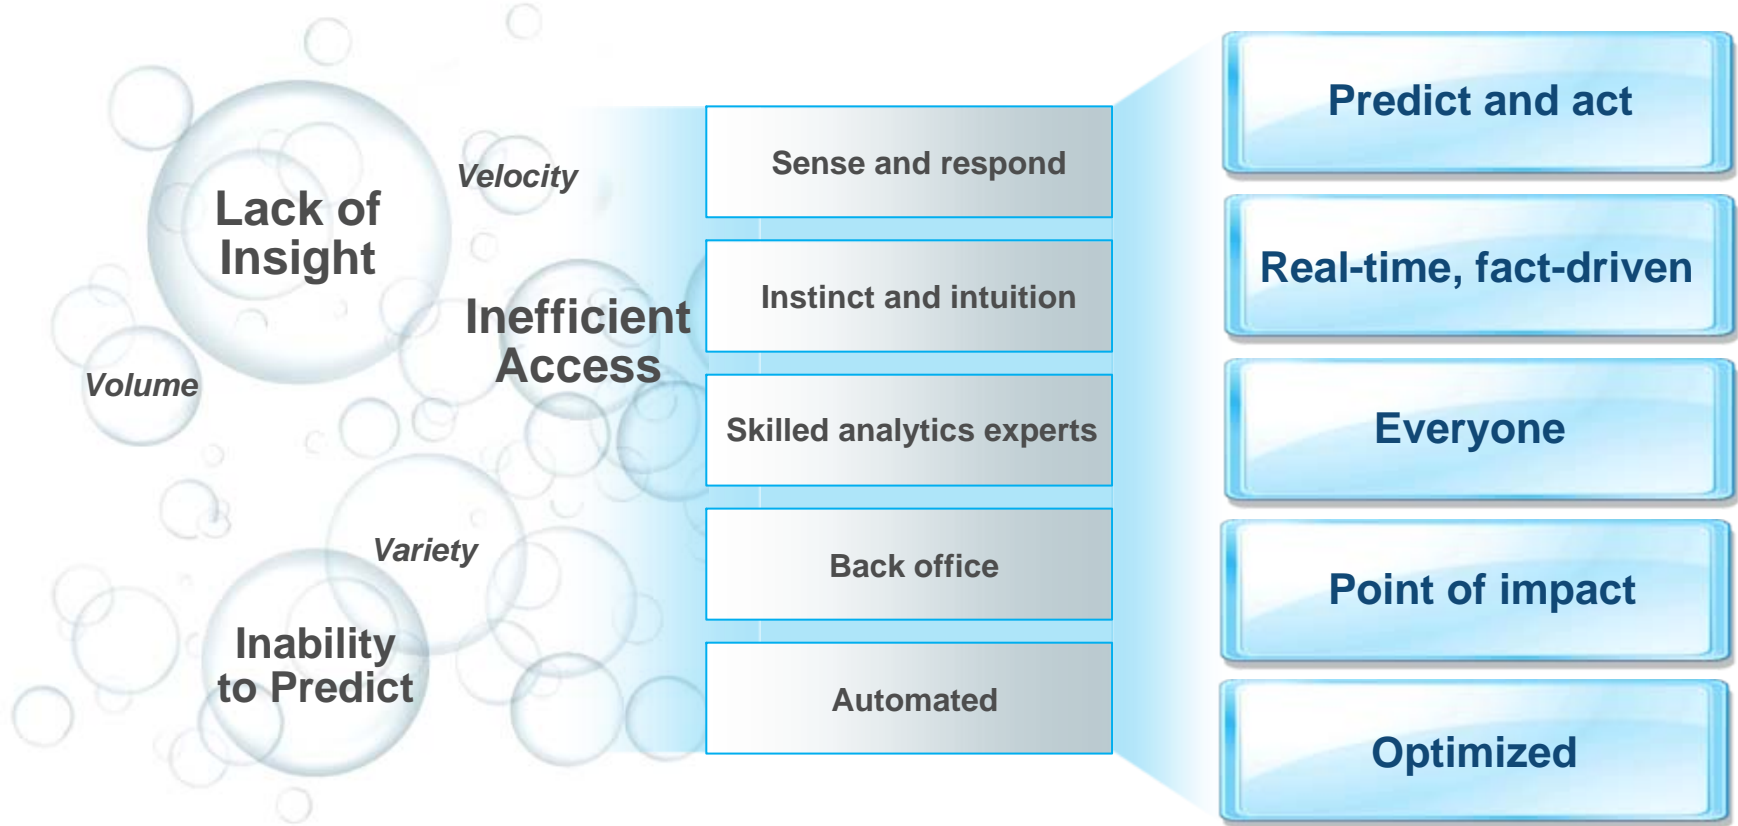 Lack of
Insight
Velocity
Inefficient
Access
Volume
Variety
Inability
to Predict
Sense and respond
Instinct and intuition
Skilled analytics experts
Back office
Automated
Predict and act
Real-time, fact-driven
Everyone
Point of impact
Optimized